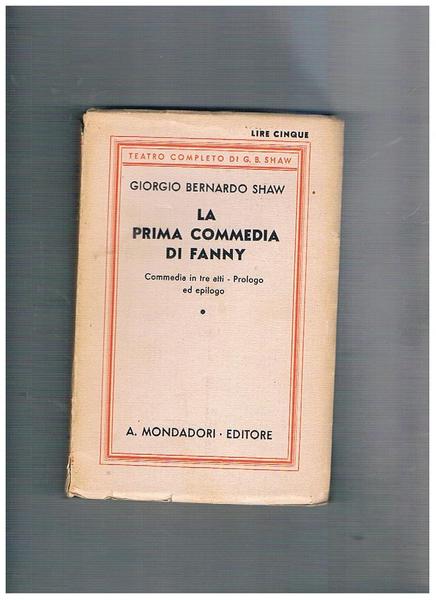 LIRE CINQUE
TEATRO COMPLETO DI G. B. SHAW
GIORGIO BERNARDO SHAW
LA
PRIMA COMMEDIA
DI FANNY
Commedia in tre atti - Prologo
ed epilogo
A. MONDADORI · EDITORE